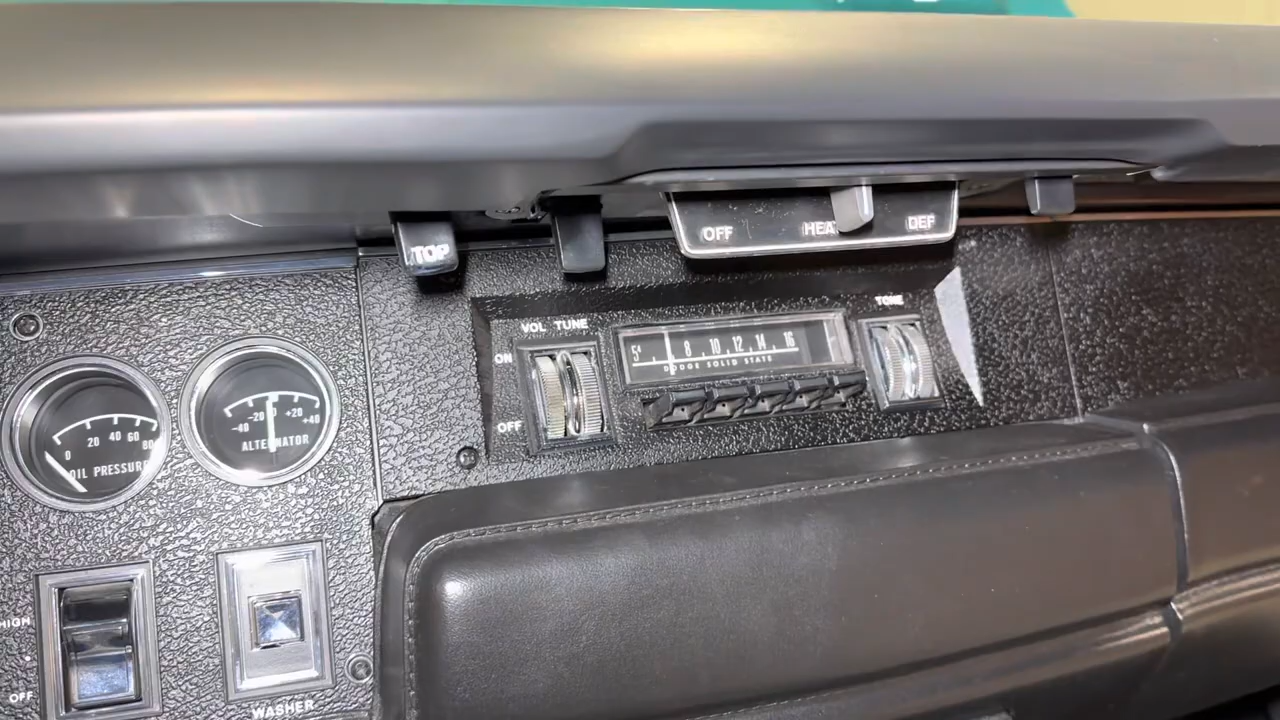 TOP
OFF
HEAT
DEF
VOL TUNE
TONE
ON
OFF
5 8 10 12 14 16
DODGE SOLID STATE
0 20 40 60 80
OIL PRESSURE
-40 -20 0 +20 +40
ALTERNATOR
HIGH
OFF
WASHER